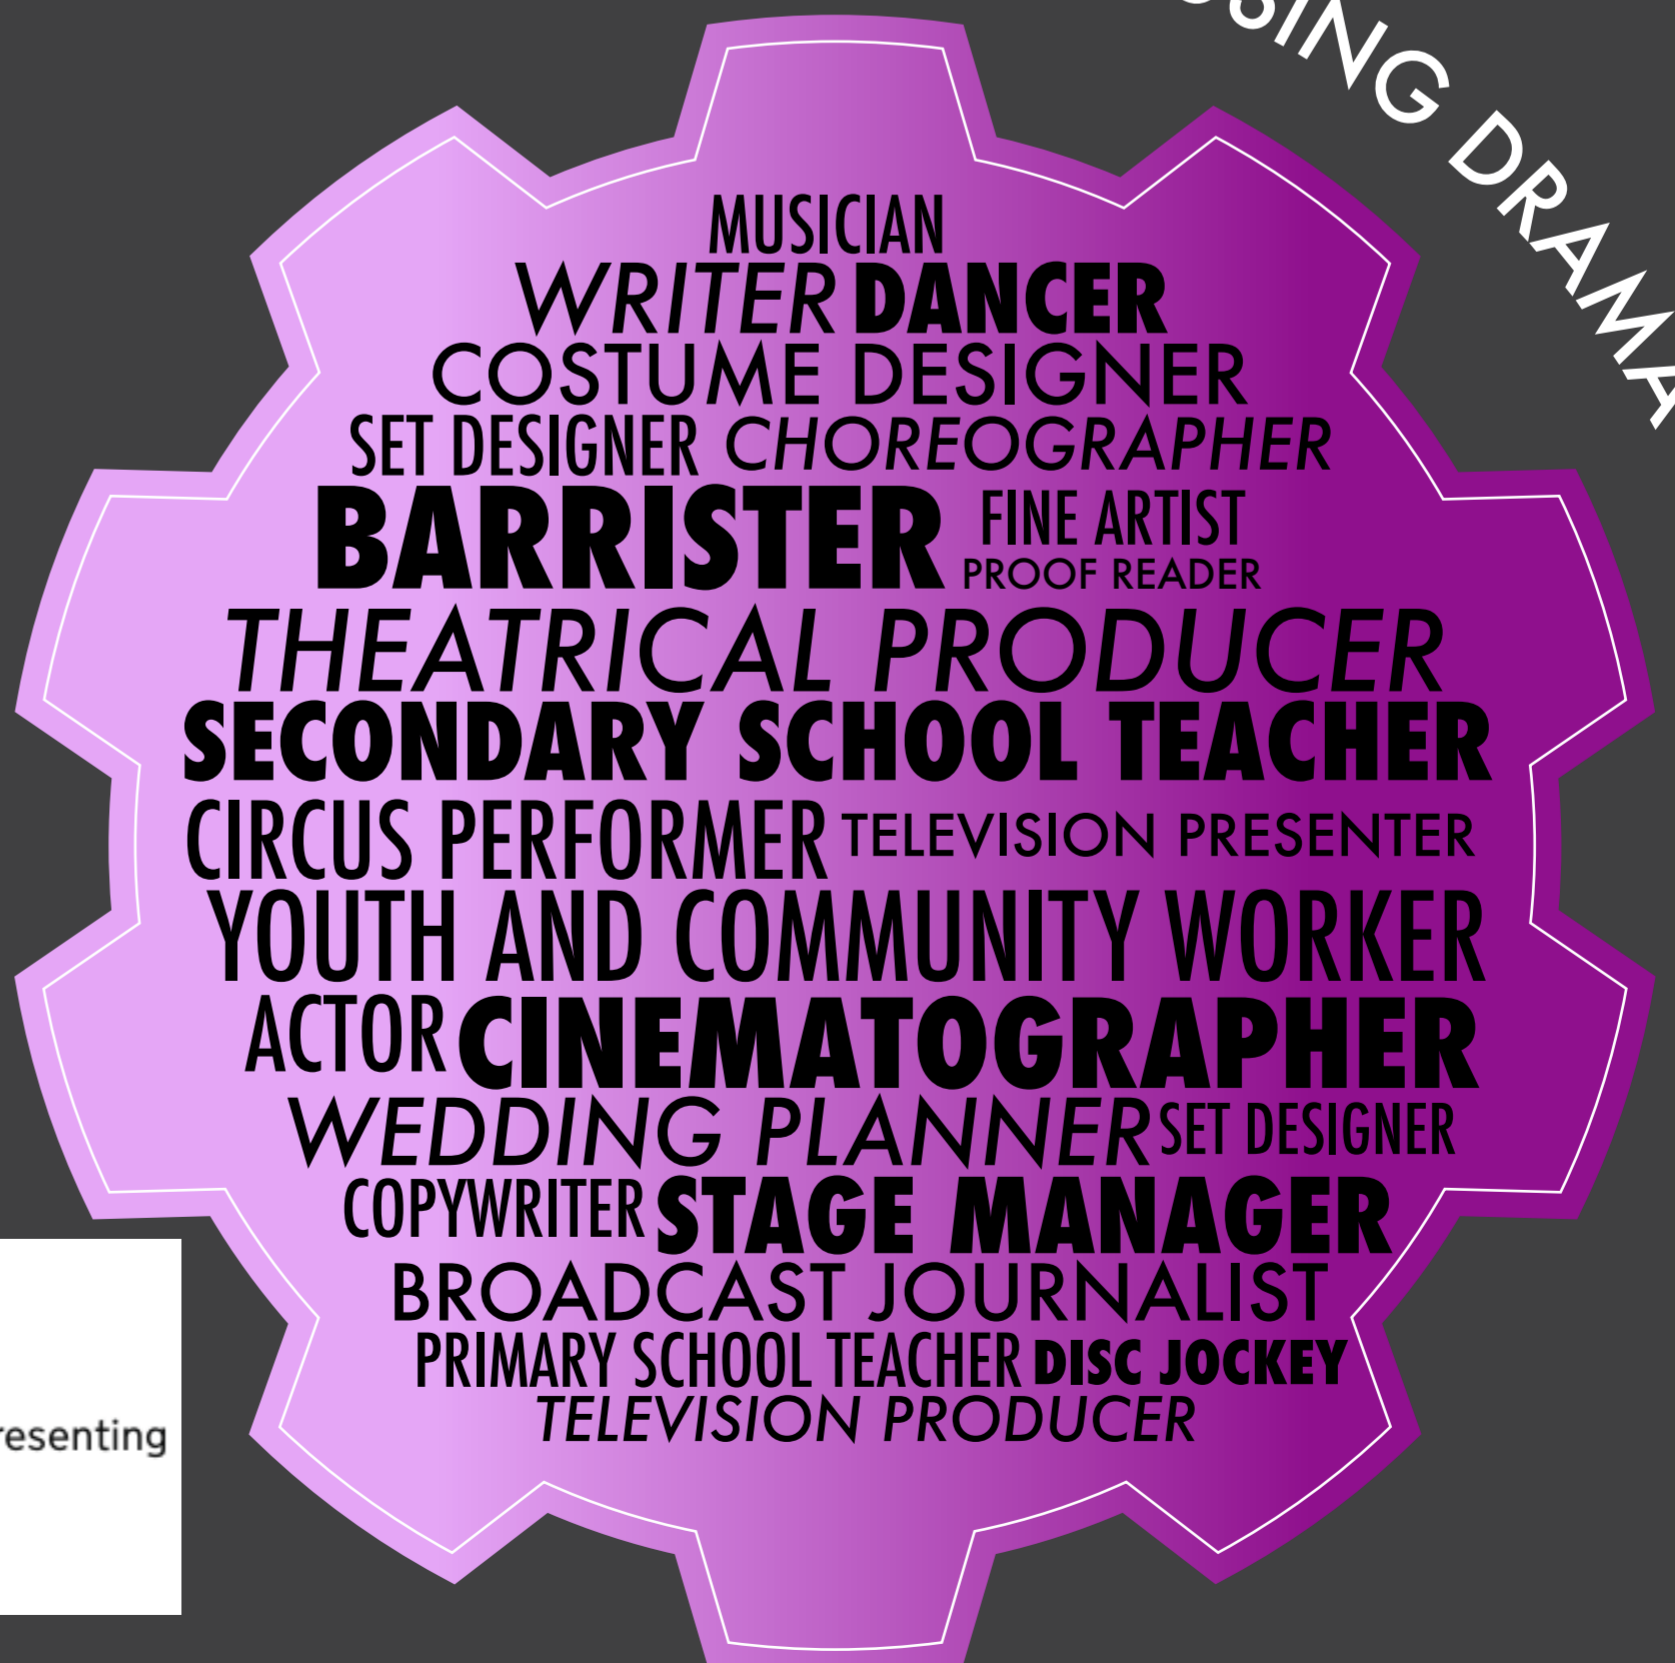 DRAMA
MUSICIAN
WRITER DANCER
COSTUME DESIGNER
SET DESIGNER CHOREOGRAPHER
BARRISTER FINE ARTIST
PROOF READER
THEATRICAL PRODUCER
SECONDARY SCHOOL TEACHER
CIRCUS PERFORMER TELEVISION PRESENTER
YOUTH AND COMMUNITY WORKER
ACTOR CINEMATOGRAPHER
WEDDING PLANNER SET DESIGNER
COPYWRITER STAGE MANAGER
BROADCAST JOURNALIST
PRIMARY SCHOOL TEACHER DISC JOCKEY
TELEVISION PRODUCER